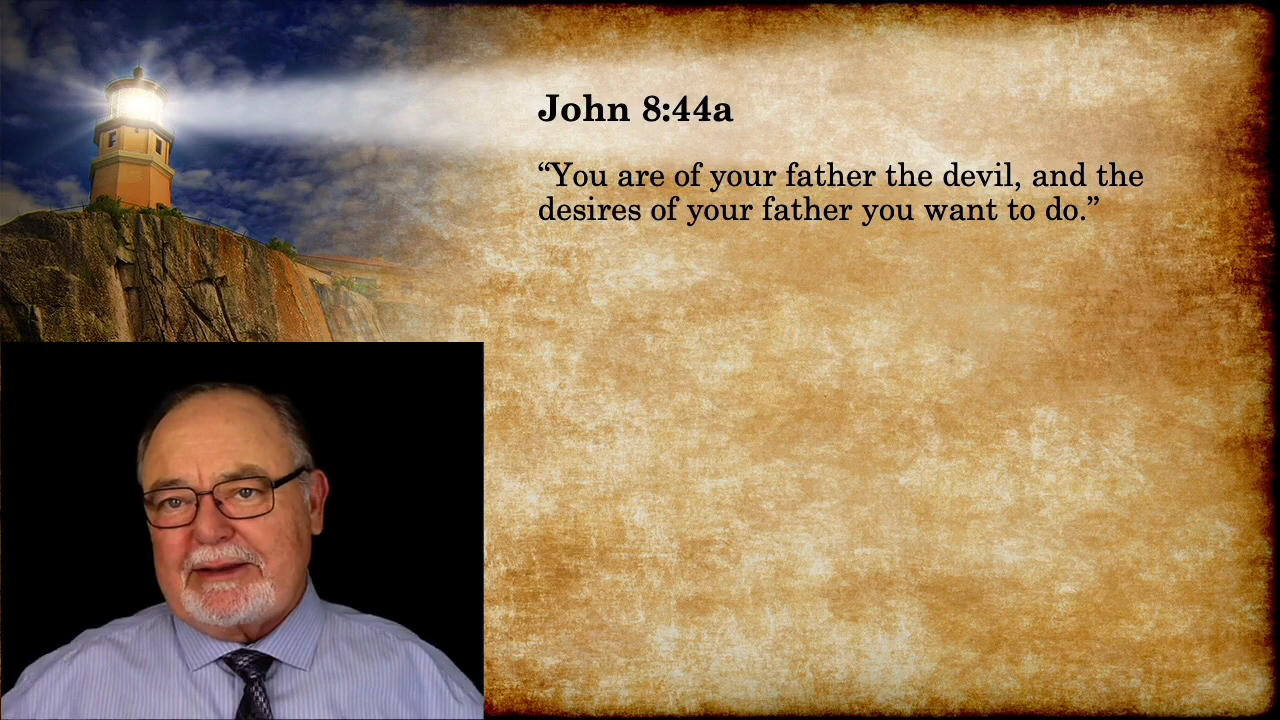 John 8:44a
“You are of your father the devil, and the
desires of your father you want to do.”